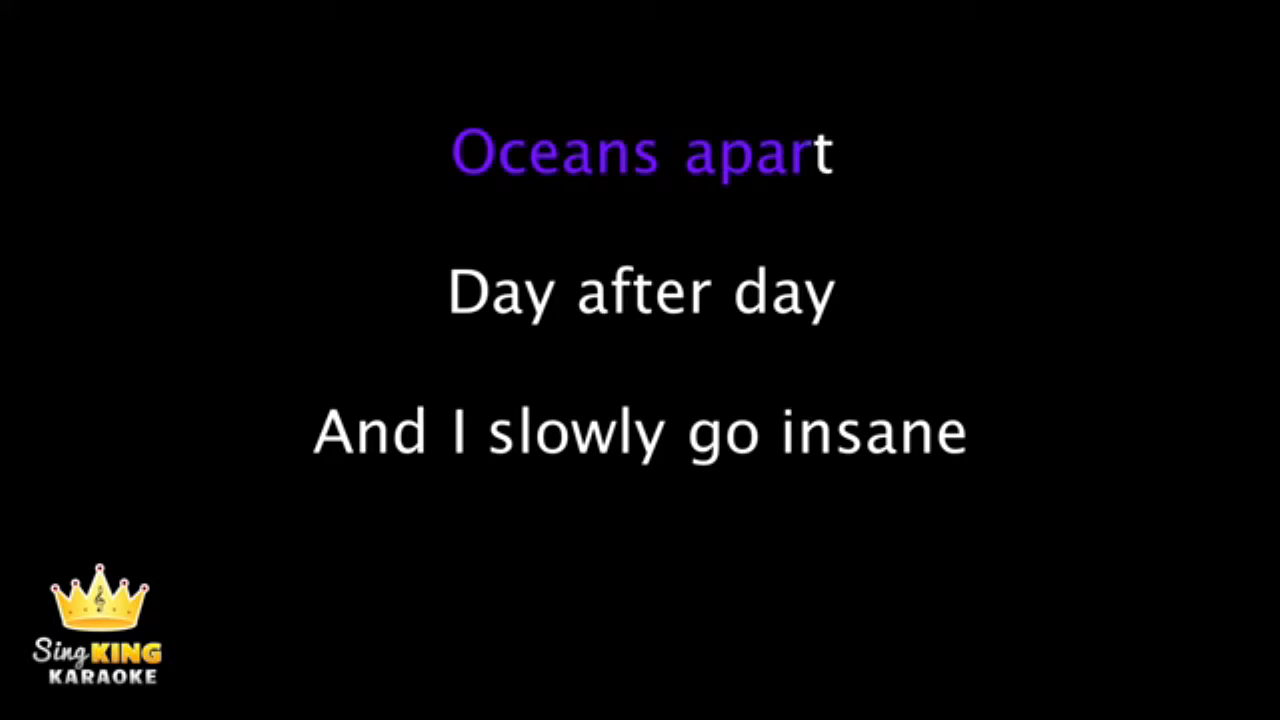 Oceans apart
Day after day
And I slowly go insane
Sing KING
KARAOKE